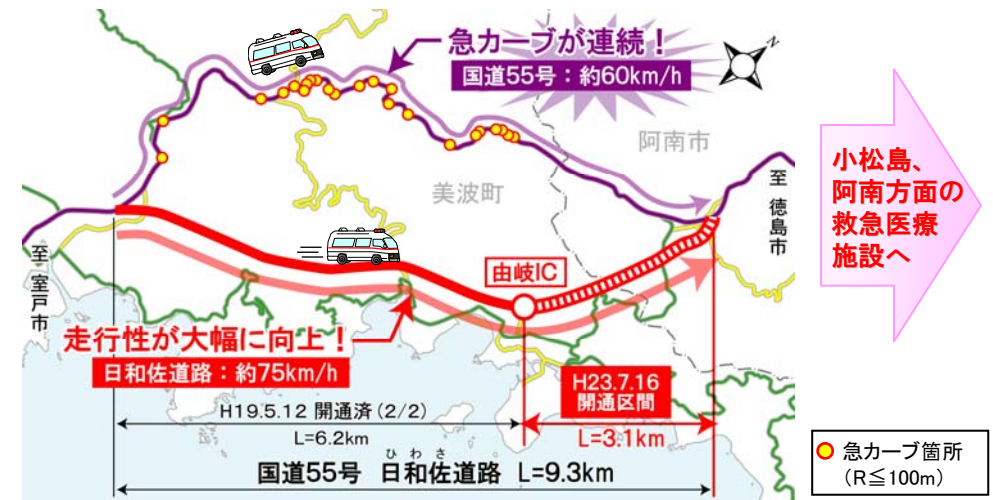 急カーブが連続！
国道55号：約60km/h
N
阿南市
美波町
至 徳島市
小松島、
阿南方面の
救急医療
施設へ
至 室戸市
由岐IC
走行性が大幅に向上！
日和佐道路：約75km/h
H23.7.16
開通区間
H19.5.12 開通済（2/2）
L=6.2km
L=3.1km
ひわさ
国道55号 日和佐道路 L=9.3km
急カーブ箇所
（R≦100m）